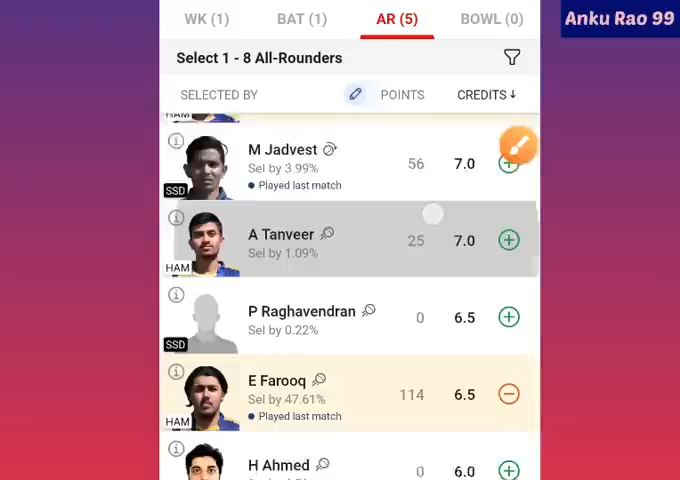 WK (1) BAT (1) AR (5) BOWL (0)
Anku Rao 99
Select 1 - 8 All-Rounders
SELECTED BY POINTS CREDITS↓
HAM
M Jadvest
Sel by 3.99%
Played last match
56 7.0
SSD
A Tanveer
Sel by 1.09%
25 7.0
HAM
P Raghavendran
Sel by 0.22%
0 6.5
SSD
E Farooq
Sel by 47.61%
Played last match
114 6.5
HAM
H Ahmed
0 6.0